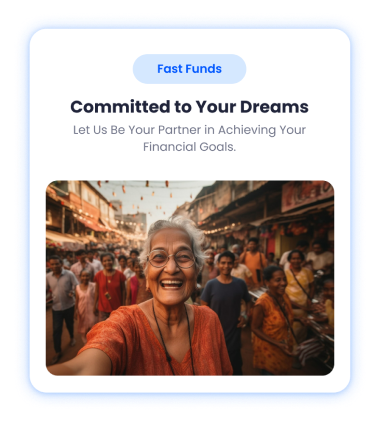 Fast Funds
Committed to Your Dreams
Let Us Be Your Partner in Achieving Your
Financial Goals.